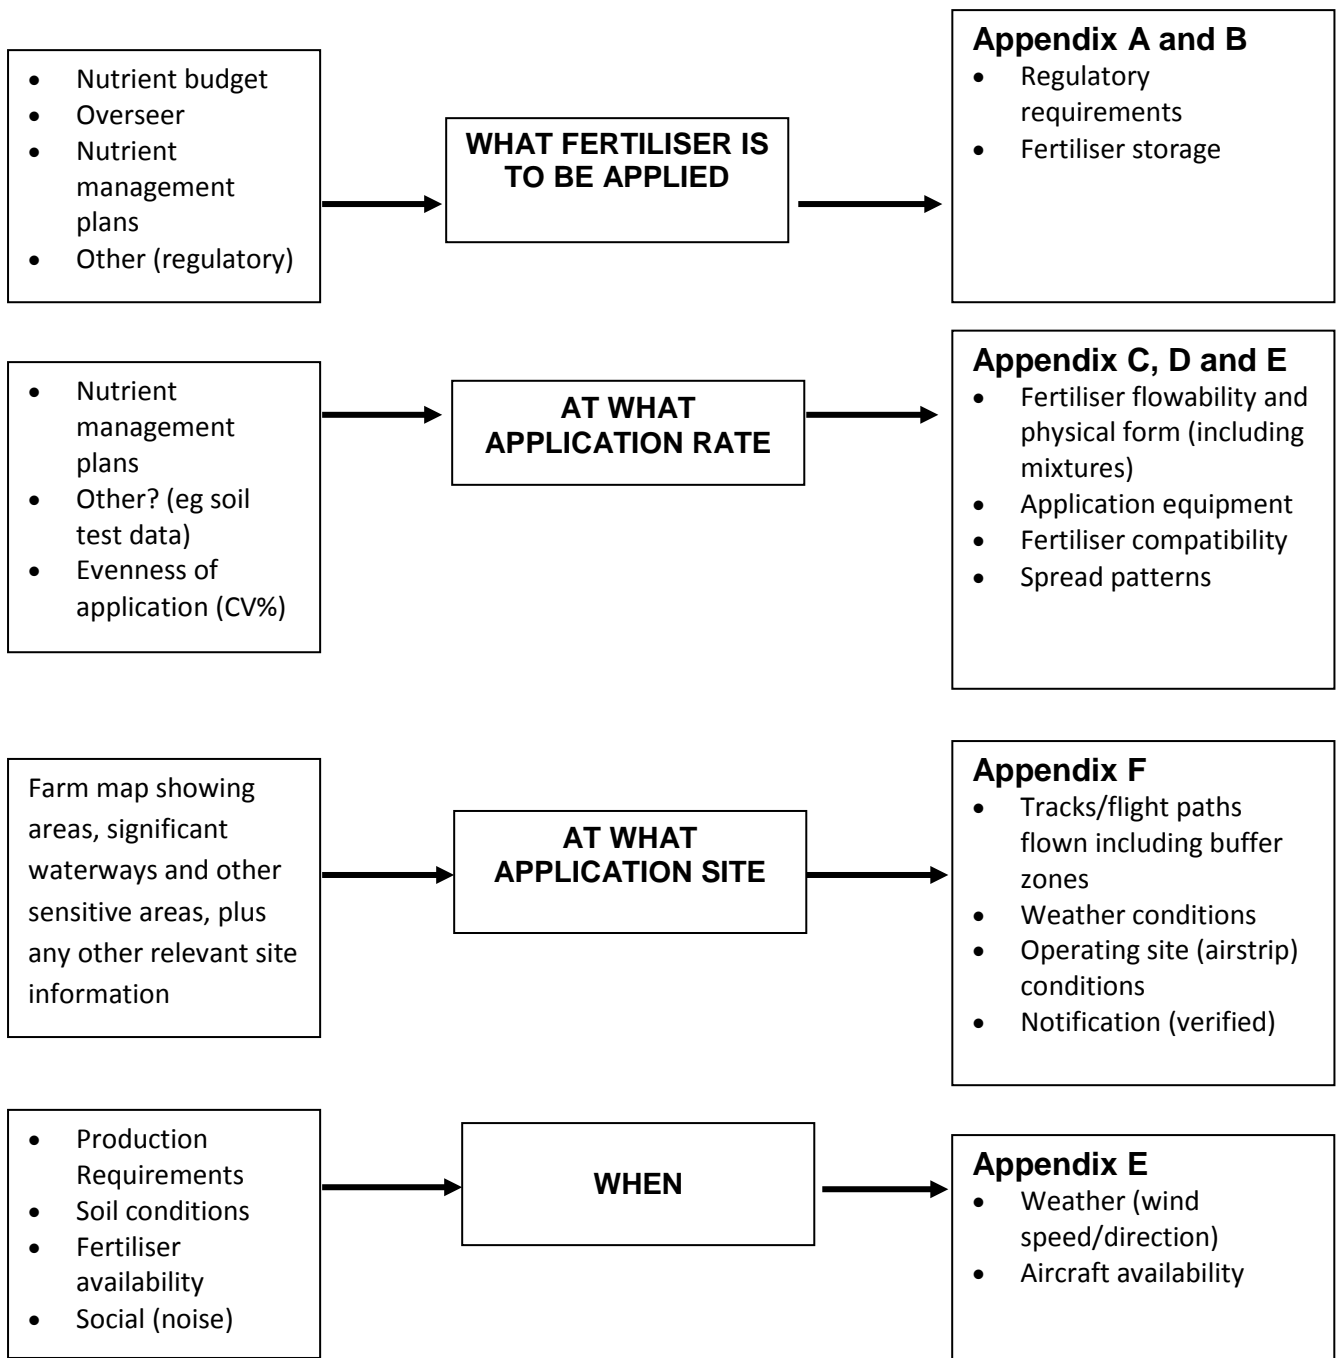 • Nutrient budget
• Overseer
• Nutrient
management
plans
• Other (regulatory)
WHAT FERTILISER IS
TO BE APPLIED
Appendix A and B
• Regulatory
requirements
• Fertiliser storage
• Nutrient
management
plans
• Other? (eg soil
test data)
• Evenness of
application (CV%)
AT WHAT
APPLICATION RATE
Appendix C, D and E
• Fertiliser flowability and
physical form (including
mixtures)
• Application equipment
• Fertiliser compatibility
• Spread patterns
Farm map showing
areas, significant
waterways and other
sensitive areas, plus
any other relevant site
information
AT WHAT
APPLICATION SITE
Appendix F
• Tracks/flight paths
flown including buffer
zones
• Weather conditions
• Operating site (airstrip)
conditions
• Notification (verified)
• Production
Requirements
• Soil conditions
• Fertiliser
availability
• Social (noise)
WHEN
Appendix E
• Weather (wind
speed/direction)
• Aircraft availability